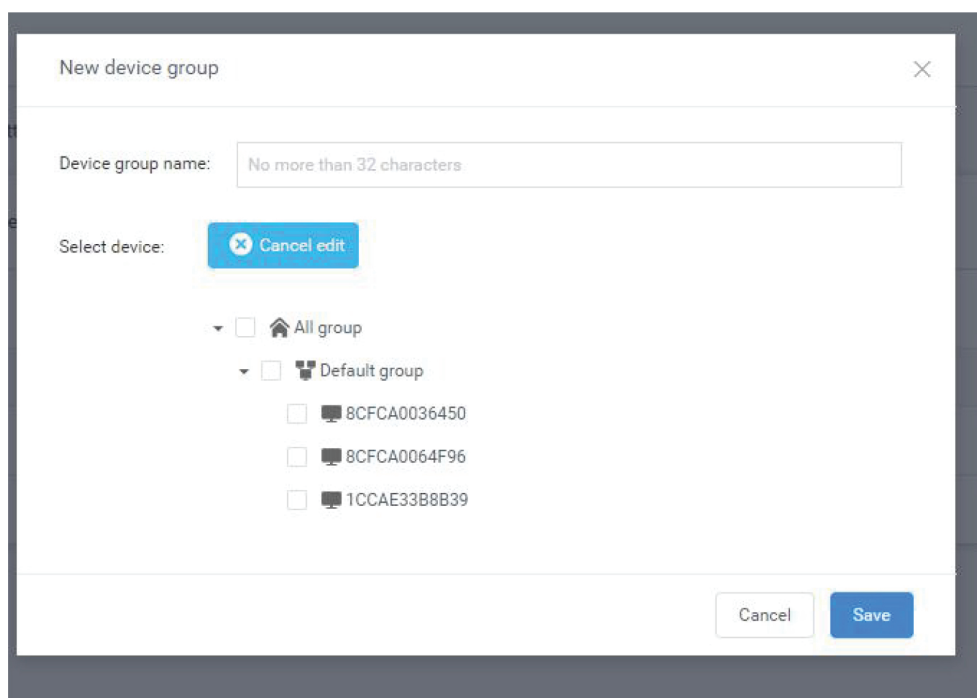 New device group
Device group name: No more than 32 characters
Select device: Cancel edit
All group
Default group
8CFCA0036450
8CFCA0064F96
1CCAE33B8B39
Cancel Save